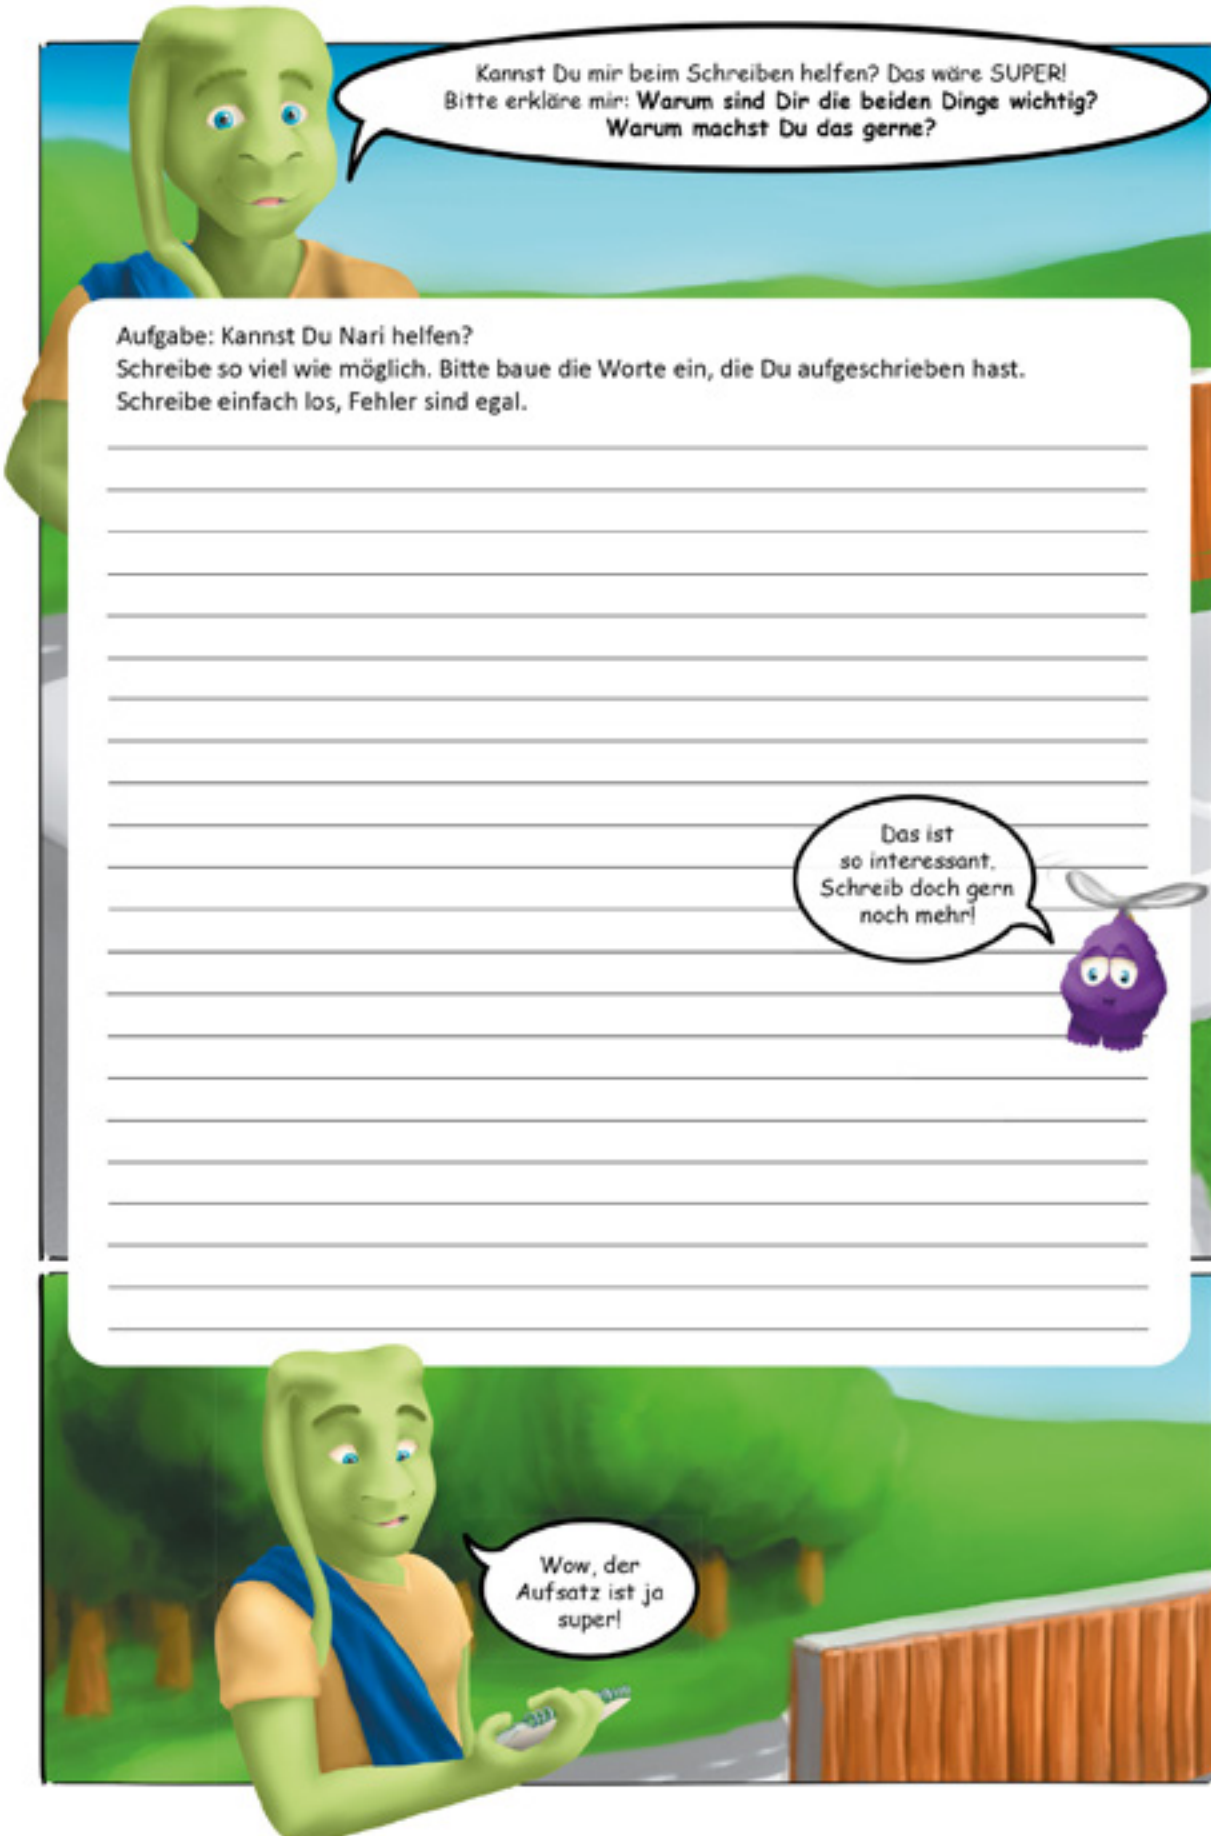 Kannst Du mir beim Schreiben helfen? Das wäre SUPER!
Bitte erkläre mir: Warum sind Dir die beiden Dinge wichtig?
Warum machst Du das gerne?
Aufgabe: Kannst Du Nari helfen?
Schreibe so viel wie möglich. Bitte baue die Worte ein, die Du aufgeschrieben hast.
Schreibe einfach los, Fehler sind egal.
Das ist
so interessant.
Schreib doch gern
noch mehr!
Wow, der
Aufsatz ist ja
super!